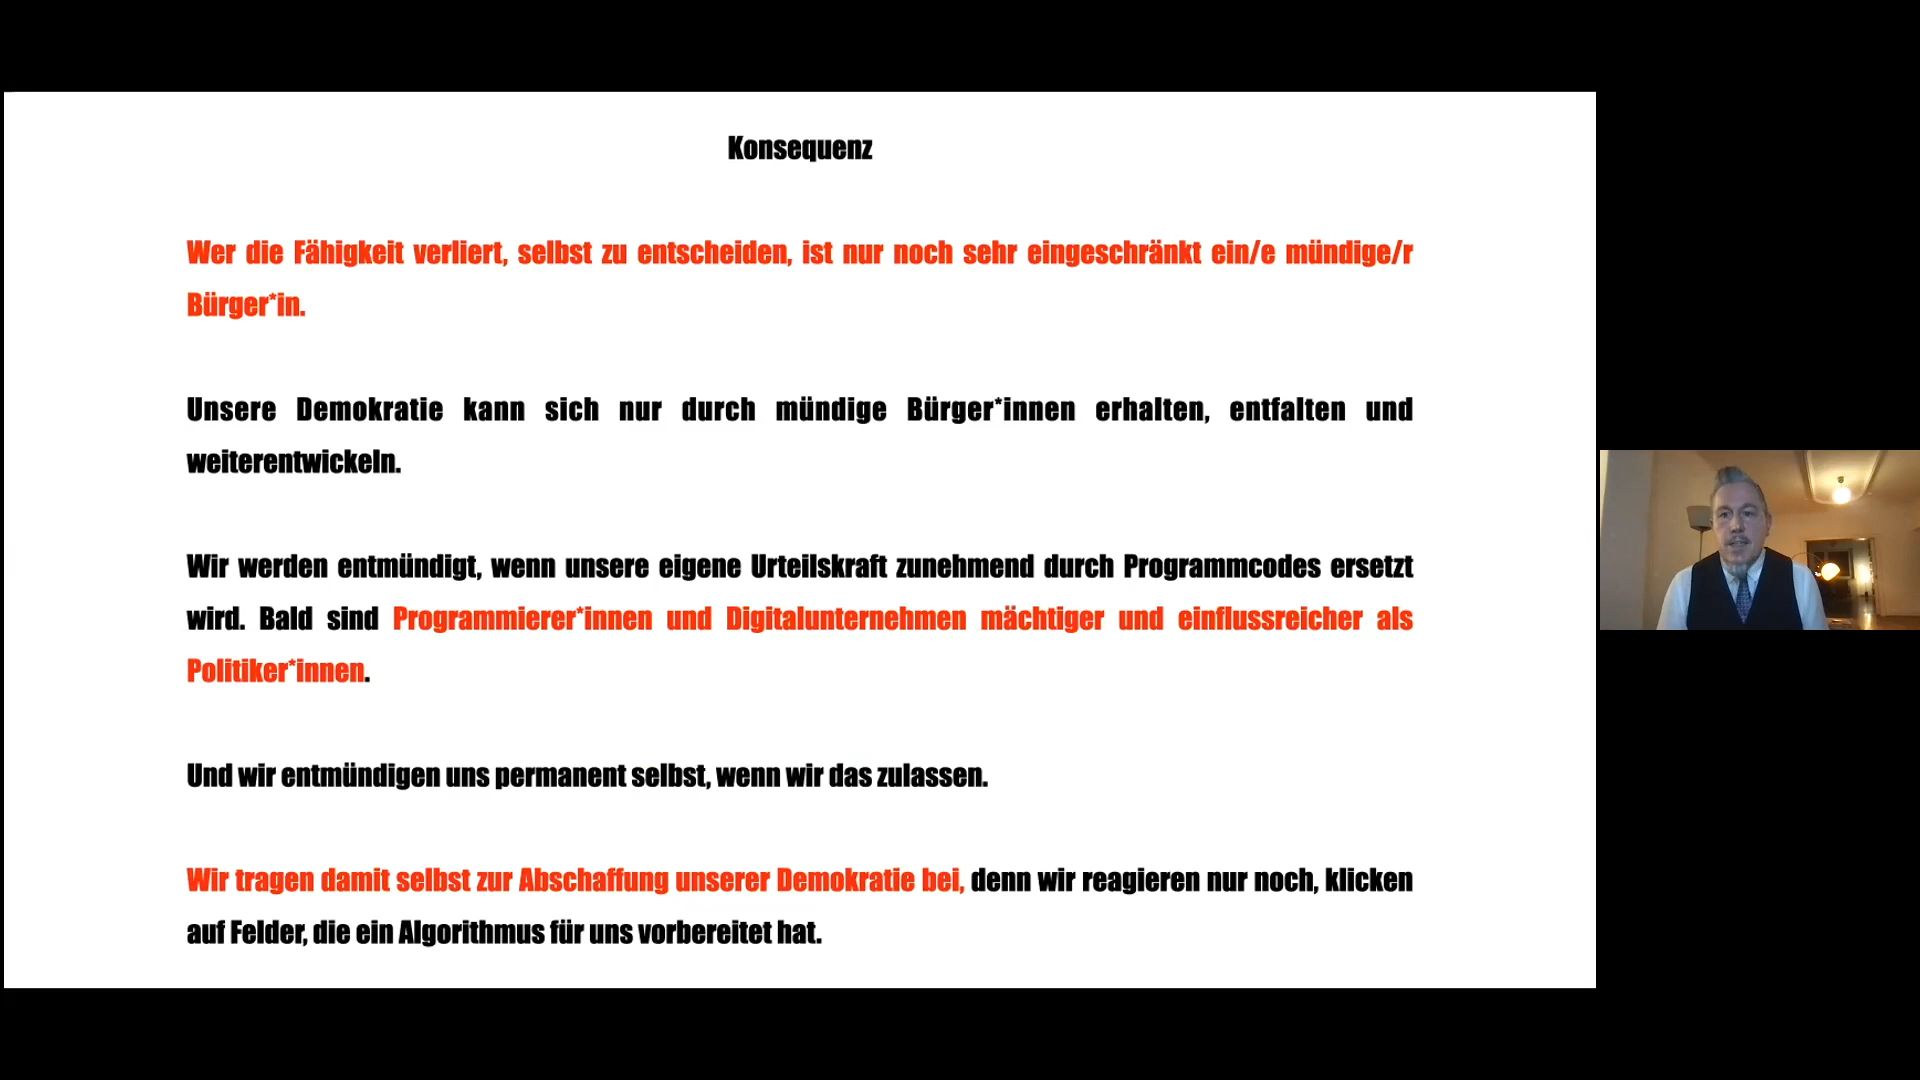 Konsequenz
Wer die Fähigkeit verliert, selbst zu entscheiden, ist nur noch sehr eingeschränkt ein/e mündige/r
Bürger*in.
Unsere Demokratie kann sich nur durch mündige Bürger*innen erhalten, entfalten und
weiterentwickeln.
Wir werden entmündigt, wenn unsere eigene Urteilskraft zunehmend durch Programmcodes ersetzt
wird. Bald sind Programmierer*innen und Digitalunternehmen mächtiger und einflussreicher als
Politiker*innen.
Und wir entmündigen uns permanent selbst, wenn wir das zulassen.
Wir tragen damit selbst zur Abschaffung unserer Demokratie bei, denn wir reagieren nur noch, klicken
auf Felder, die ein Algorithmus für uns vorbereitet hat.